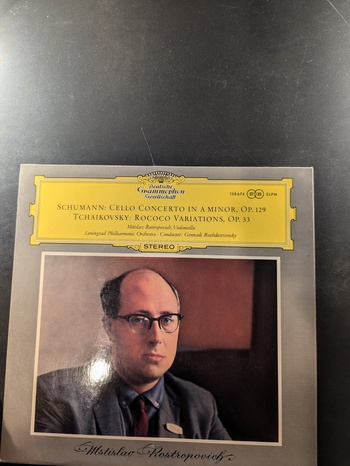 Deutsche
Grammophon
Gesellschaft
138 674 SLPM
SCHUMANN: CELLO CONCERTO IN A MINOR, OP. 129
TCHAIKOVSKY: ROCOCO VARIATIONS, OP. 33
Mstislav Rostropovich, Violoncello
Leningrad Philharmonic Orchestra · Conductor: Gennadi Rozhdestvensky
STEREO
Mstislav Rostropovich